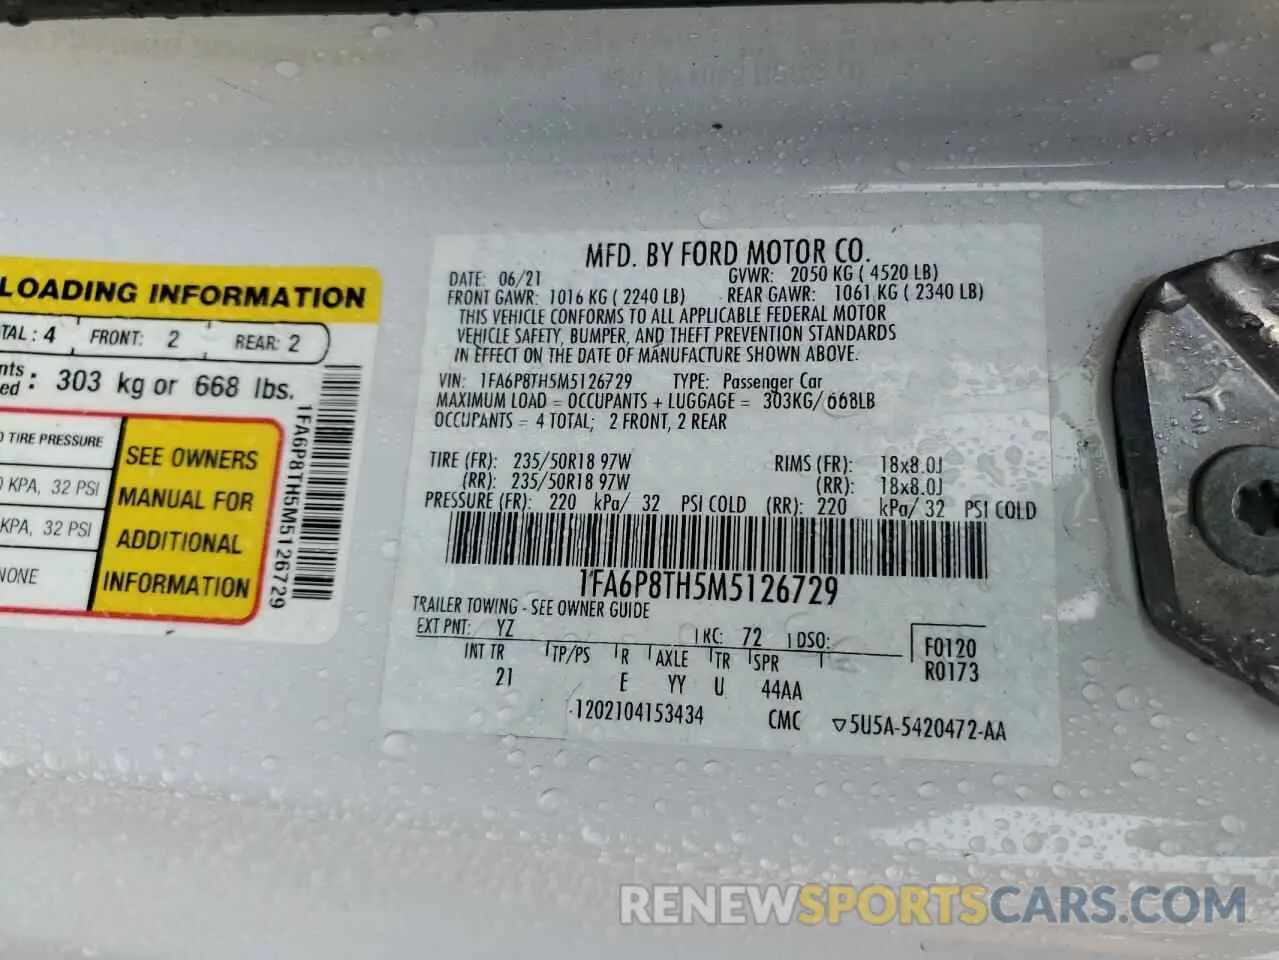 LOADING INFORMATION
TAL: 4 FRONT: 2 REAR: 2
nts
ed: 303 kg or 668 lbs.
TIRE PRESSURE
KPA, 32 PSI
KPA, 32 PSI
NONE
SEE OWNERS
MANUAL FOR
ADDITIONAL
INFORMATION
1FA6P8TH5M5126729
MFD. BY FORD MOTOR CO.
DATE: 06/21 GVWR: 2050 KG ( 4520 LB)
FRONT GAWR: 1016 KG ( 2240 LB) REAR GAWR: 1061 KG ( 2340 LB)
THIS VEHICLE CONFORMS TO ALL APPLICABLE FEDERAL MOTOR
VEHICLE SAFETY, BUMPER, AND THEFT PREVENTION STANDARDS
IN EFFECT ON THE DATE OF MANUFACTURE SHOWN ABOVE.
VIN: 1FA6P8TH5M5126729 TYPE: Passenger Car
MAXIMUM LOAD = OCCUPANTS + LUGGAGE = 303KG/668LB
OCCUPANTS = 4 TOTAL; 2 FRONT, 2 REAR
TIRE (FR): 235/50R18 97W RIMS (FR): 18x8.0J
(RR): 235/50R18 97W (RR): 18x8.0J
PRESSURE (FR): 220 kPa/ 32 PSI COLD (RR): 220 kPa/ 32 PSI COLD
1FA6P8TH5M5126729
TRAILER TOWING - SEE OWNER GUIDE
EXT PNT: YZ RC: 72 DSO: F0120
INT TR TP/PS R AXLE TR SPR R0173
21 E YY U 44AA
1202104153434 CMC ▽5U5A-5420472-AA
RENEWSPORTSCARS.COM